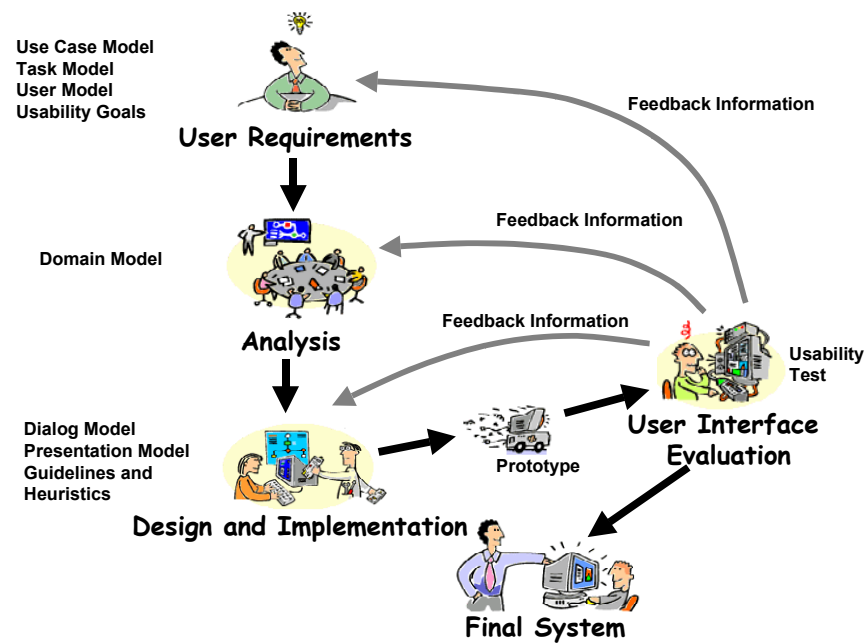 Use Case Model
Task Model
User Model
Usability Goals
User Requirements
Feedback Information
Feedback Information
Domain Model
Analysis
Feedback Information
Usability
Test
Dialog Model
Presentation Model
Guidelines and
Heuristics
Design and Implementation
Prototype
User Interface
Evaluation
Final System